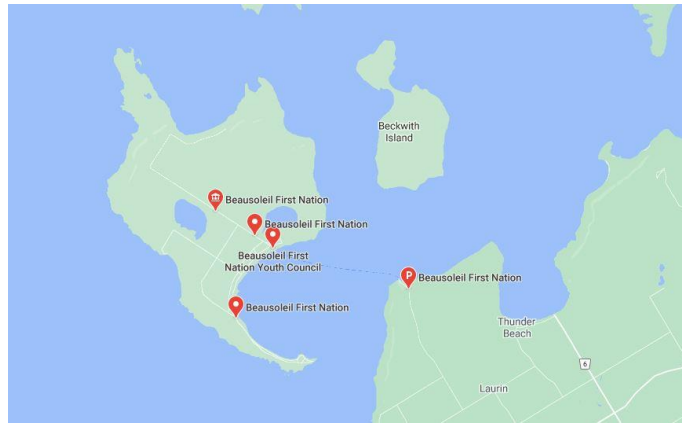 Beckwith
Island
Beausoleil First Nation
Beausoleil First Nation
Beausoleil First
Nation Youth Council
P
Beausoleil First Nation
Beausoleil First Nation
Thunder
Beach
6
Laurin